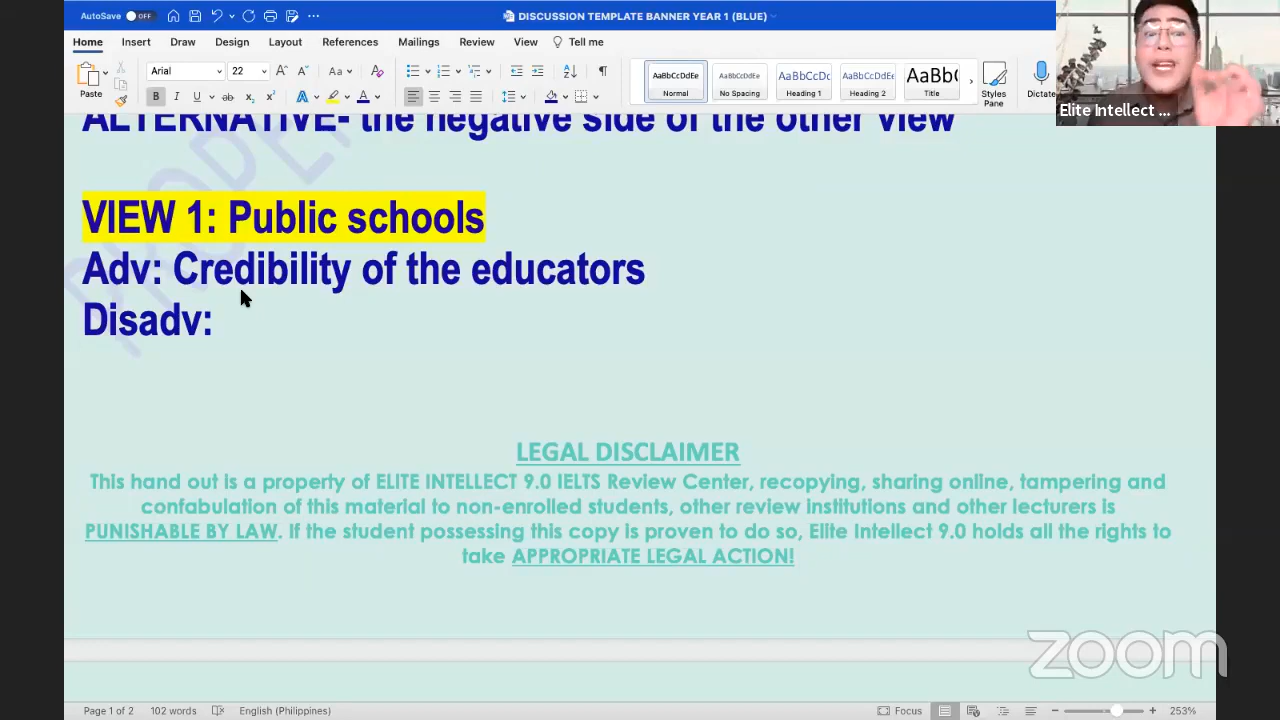 AutoSave OFF
DISCUSSION TEMPLATE BANNER YEAR 1 (BLUE)
Home Insert Draw Design Layout References Mailings Review View Tell me
Paste
Arial 22
AaBbCcDdEe AaBbCcDdEe AaBbCcDc AaBbCcDdEe AaBb(
Normal No Spacing Heading 1 Heading 2 Title
Styles Pane
Dictate
Elite Intellect ...
ALTERNATIVE- the negative side of the other view
VIEW 1: Public schools
Adv: Credibility of the educators
Disadv:
LEGAL DISCLAIMER
This hand out is a property of ELITE INTELLECT 9.0 IELTS Review Center, recopying, sharing online, tampering and
confabulation of this material to non-enrolled students, other review institutions and other lecturers is
PUNISHABLE BY LAW. If the student possessing this copy is proven to do so, Elite Intellect 9.0 holds all the rights to
take APPROPRIATE LEGAL ACTION!
zoom
Page 1 of 2 102 words English (Philippines) Focus 253%